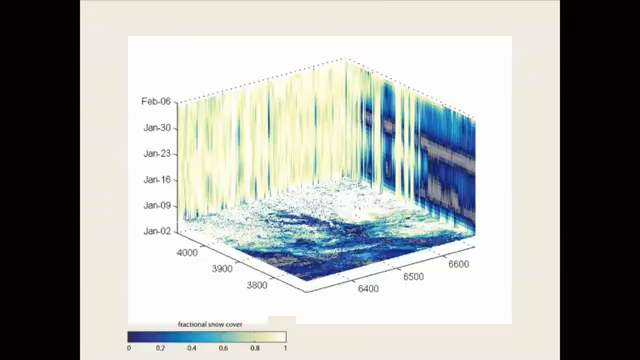 Feb-06
Jan-30
Jan-23
Jan-16
Jan-09
Jan-02
4000
3900
3800
6400
6500
6600
fractional snow cover
0 0.2 0.4 0.6 0.8 1